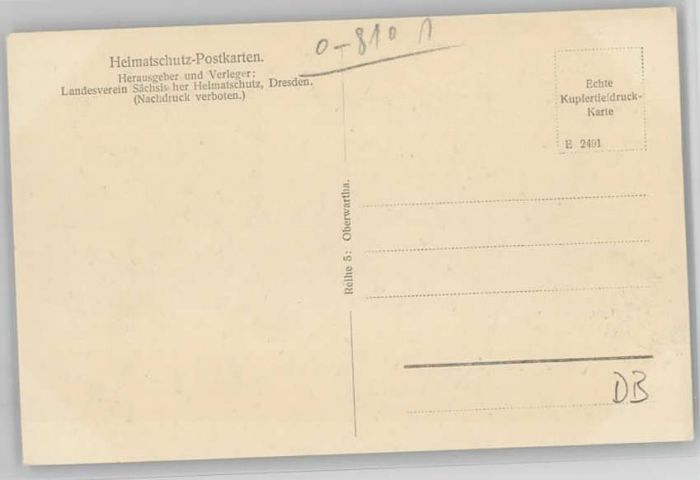 Heimatschutz-Postkarten.
Herausgeber und Verleger:
Landesverein Sächsischer Heimatschutz, Dresden.
(Nachdruck verboten.)
0-810 1
Echte
Kupfertiefdruck-
Karte
E 2491
Reihe 5: Oberwartha.
DB